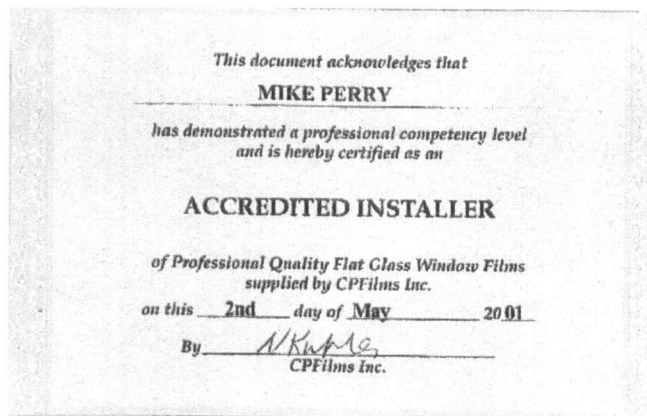 This document acknowledges that
MIKE PERRY
has demonstrated a professional competency level
and is hereby certified as an
ACCREDITED INSTALLER
of Professional Quality Flat Glass Window Films
supplied by CPFilms Inc.
on this 2nd day of May 2001
By
CPFilms Inc.